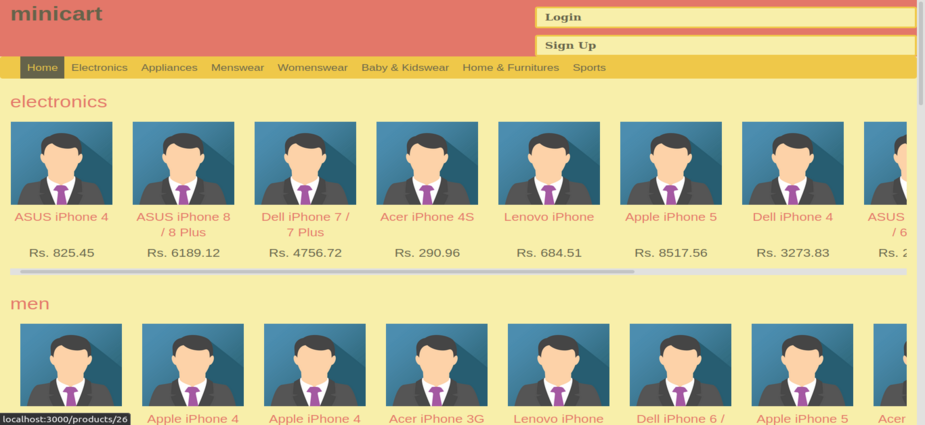 minicart
Login
Sign Up
Home Electronics Appliances Menswear Womenswear Baby & Kidswear Home & Furnitures Sports
electronics
ASUS iPhone 4 ASUS iPhone 8 Dell iPhone 7 / Acer iPhone 4S Lenovo iPhone Apple iPhone 5 Dell iPhone 4 ASUS
/ 8 Plus 7 Plus / 6
Rs. 825.45 Rs. 6189.12 Rs. 4756.72 Rs. 290.96 Rs. 684.51 Rs. 8517.56 Rs. 3273.83 Rs. 2
men
localhost:3000/products/26 Apple iPhone 4 Apple iPhone 4 Acer iPhone 3G Lenovo iPhone Dell iPhone 6 / Apple iPhone 5 Acer